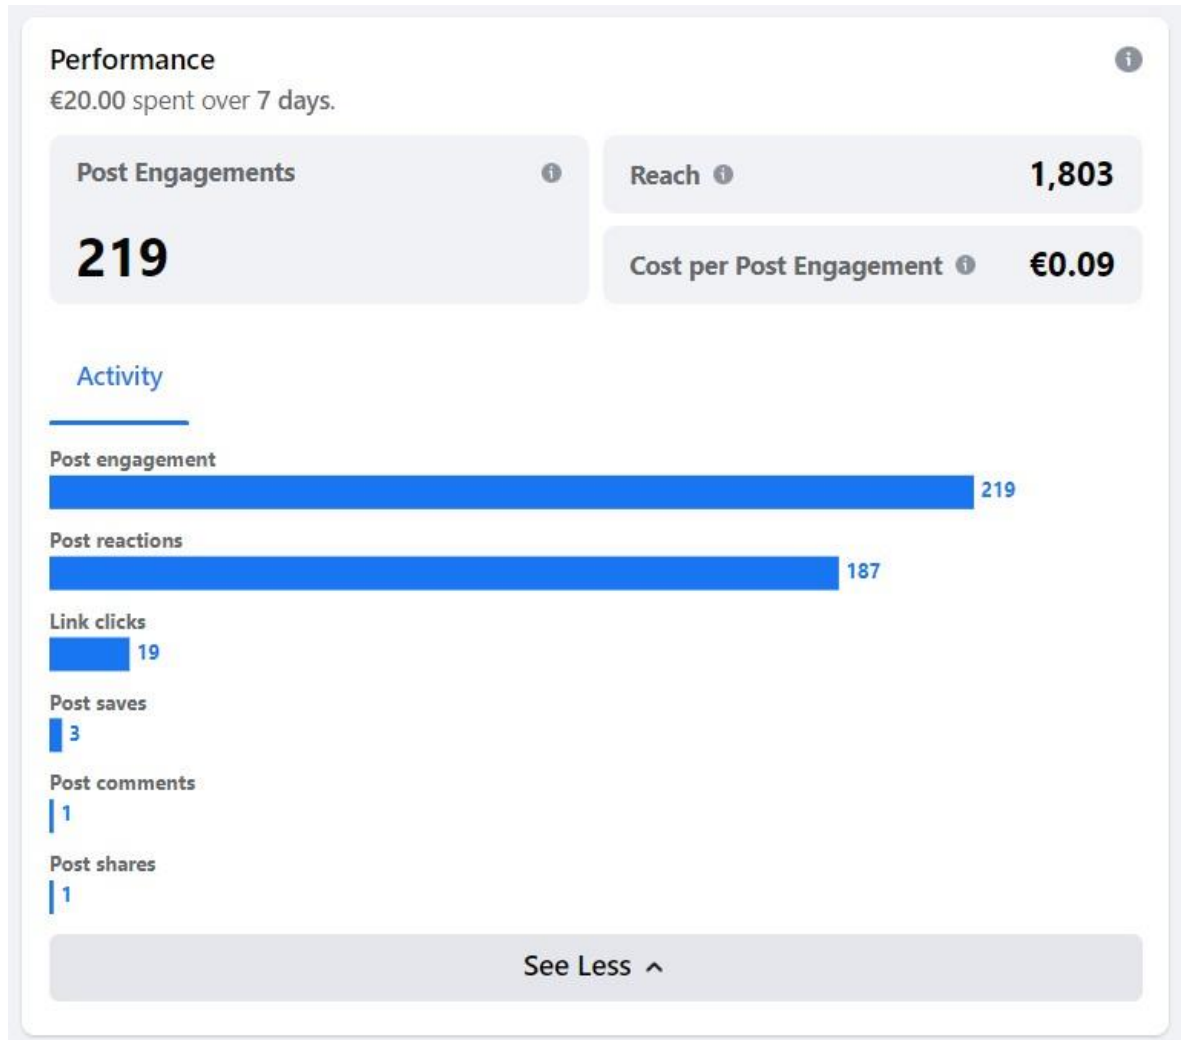 Performance
€20.00 spent over 7 days.
Post Engagements
219
Reach 1,803
Cost per Post Engagement €0.09
Activity
Post engagement
219
Post reactions
187
Link clicks
19
Post saves
3
Post comments
1
Post shares
1
See Less